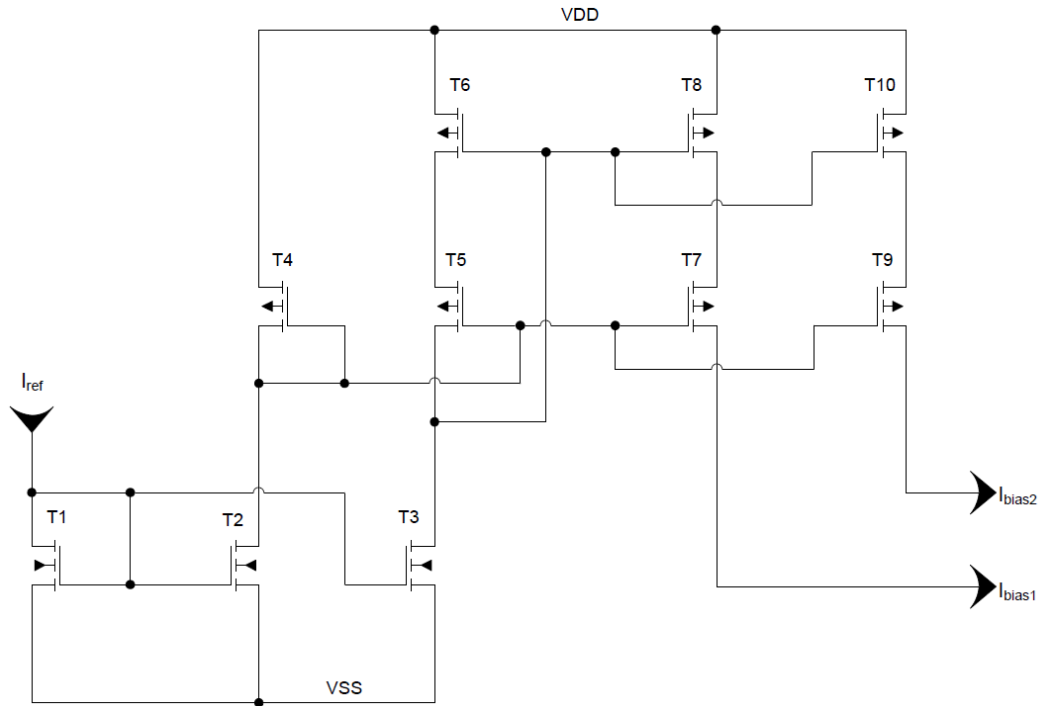 VDD
T6
T8
T10
T4
T5
T7
T9
Iref
T1
T2
T3
Ibias2
Ibias1
VSS